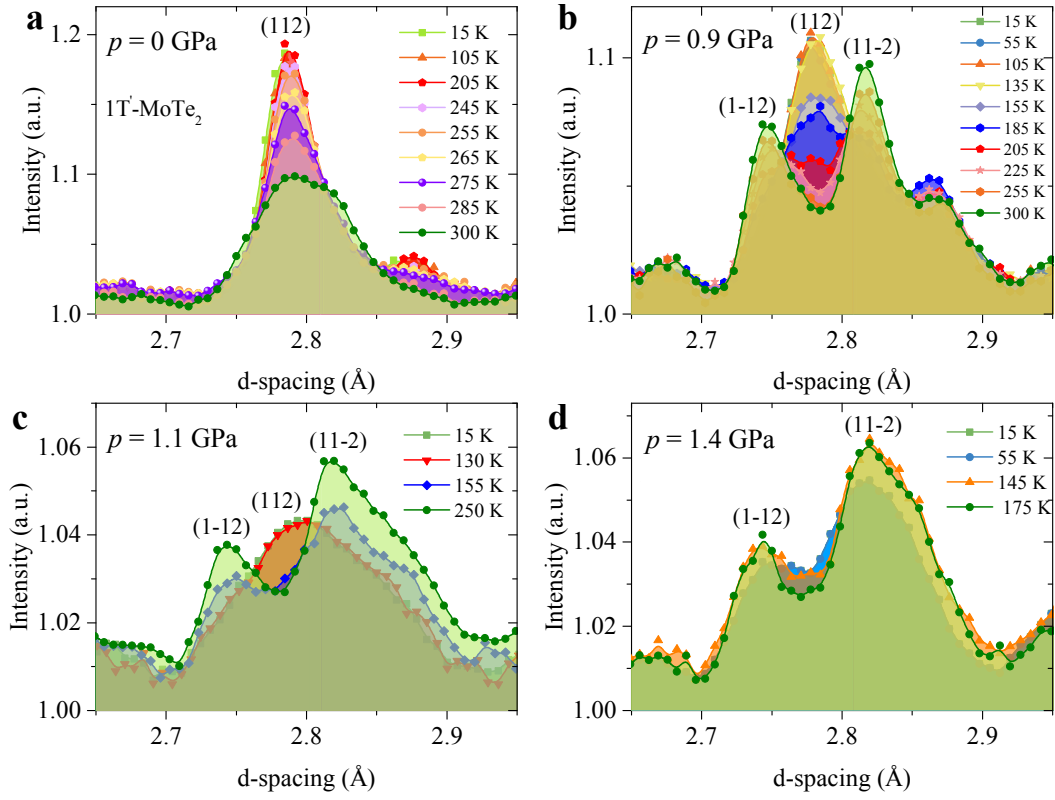 a
p = 0 GPa
1T'-MoTe2
(112)
15 K
105 K
205 K
245 K
255 K
265 K
275 K
285 K
300 K
1.2
1.1
1.0
Intensity (a.u.)
2.7 2.8 2.9
d-spacing (Å)
b
p = 0.9 GPa
(112)
(11-2)
(1-12)
15 K
55 K
105 K
135 K
155 K
185 K
205 K
225 K
255 K
300 K
1.1
1.0
Intensity (a.u.)
2.7 2.8 2.9
d-spacing (Å)
c
p = 1.1 GPa
(11-2)
(112)
(1-12)
15 K
130 K
155 K
250 K
1.06
1.04
1.02
1.00
Intensity (a.u.)
2.7 2.8 2.9
d-spacing (Å)
d
p = 1.4 GPa
(11-2)
(1-12)
15 K
55 K
145 K
175 K
1.06
1.04
1.02
1.00
Intensity (a.u.)
2.7 2.8 2.9
d-spacing (Å)